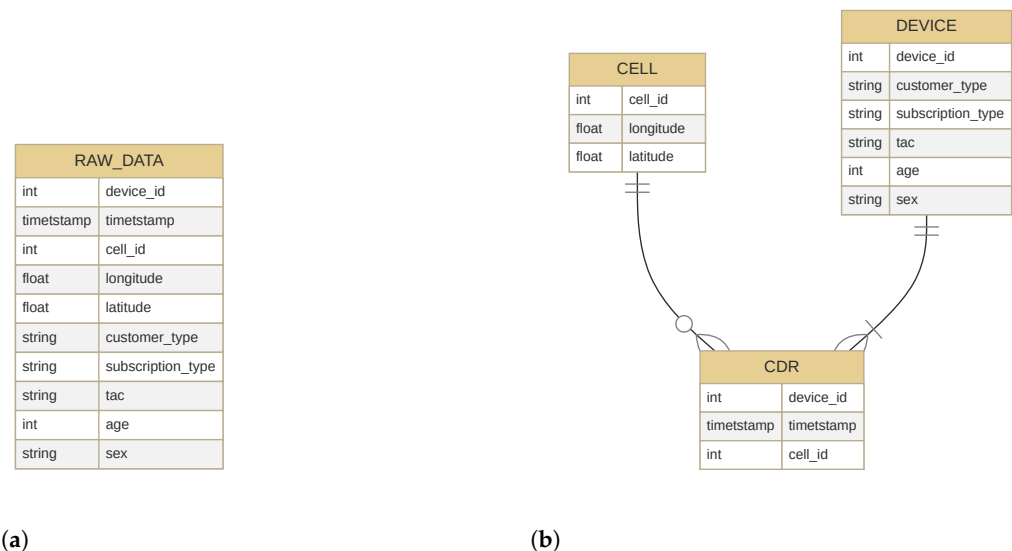 RAW_DATA
int device_id
timetstamp timetstamp
int cell_id
float longitude
float latitude
string customer_type
string subscription_type
string tac
int age
string sex
(a)
CELL
int cell_id
float longitude
float latitude
DEVICE
int device_id
string customer_type
string subscription_type
string tac
int age
string sex
CDR
int device_id
timetstamp timetstamp
int cell_id
(b)